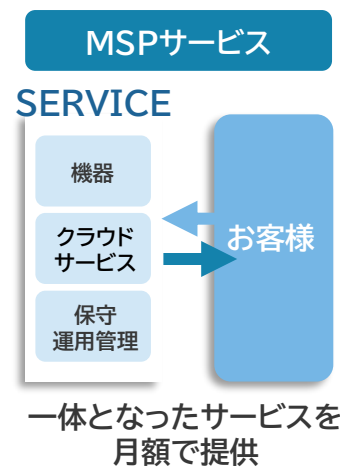 MSPサービス
SERVICE
機器
クラウド
サービス
保守
運用管理
お客様
一体となったサービスを
月額で提供